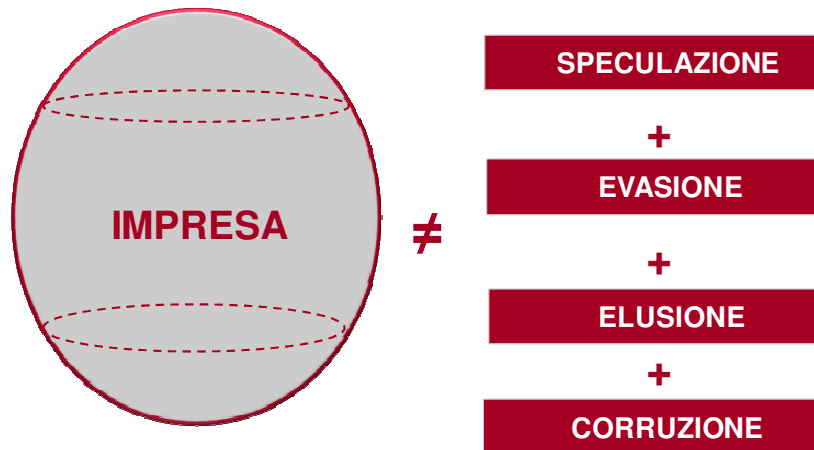 IMPRESA
≠
SPECULAZIONE
+
EVASIONE
+
ELUSIONE
+
CORRUZIONE